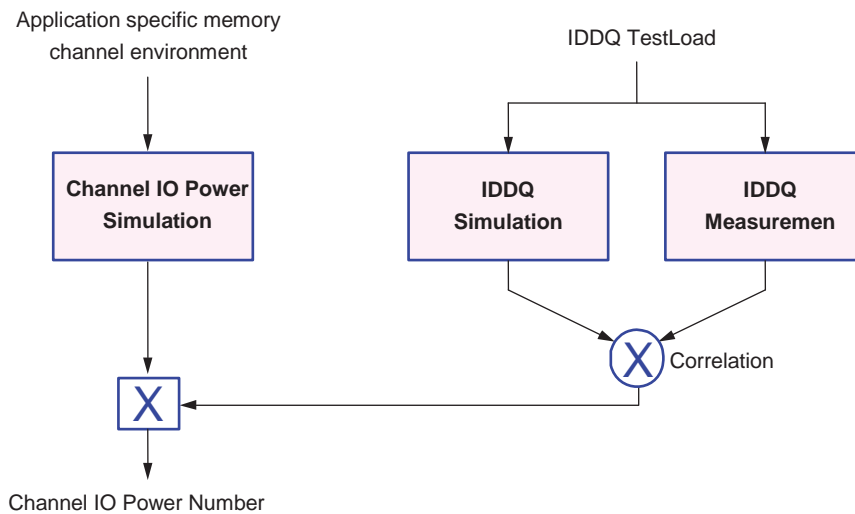 Application specific memory
channel environment
IDDQ TestLoad
Channel IO Power
Simulation
IDDQ
Simulation
IDDQ
Measuremen
X
Correlation
X
Channel IO Power Number